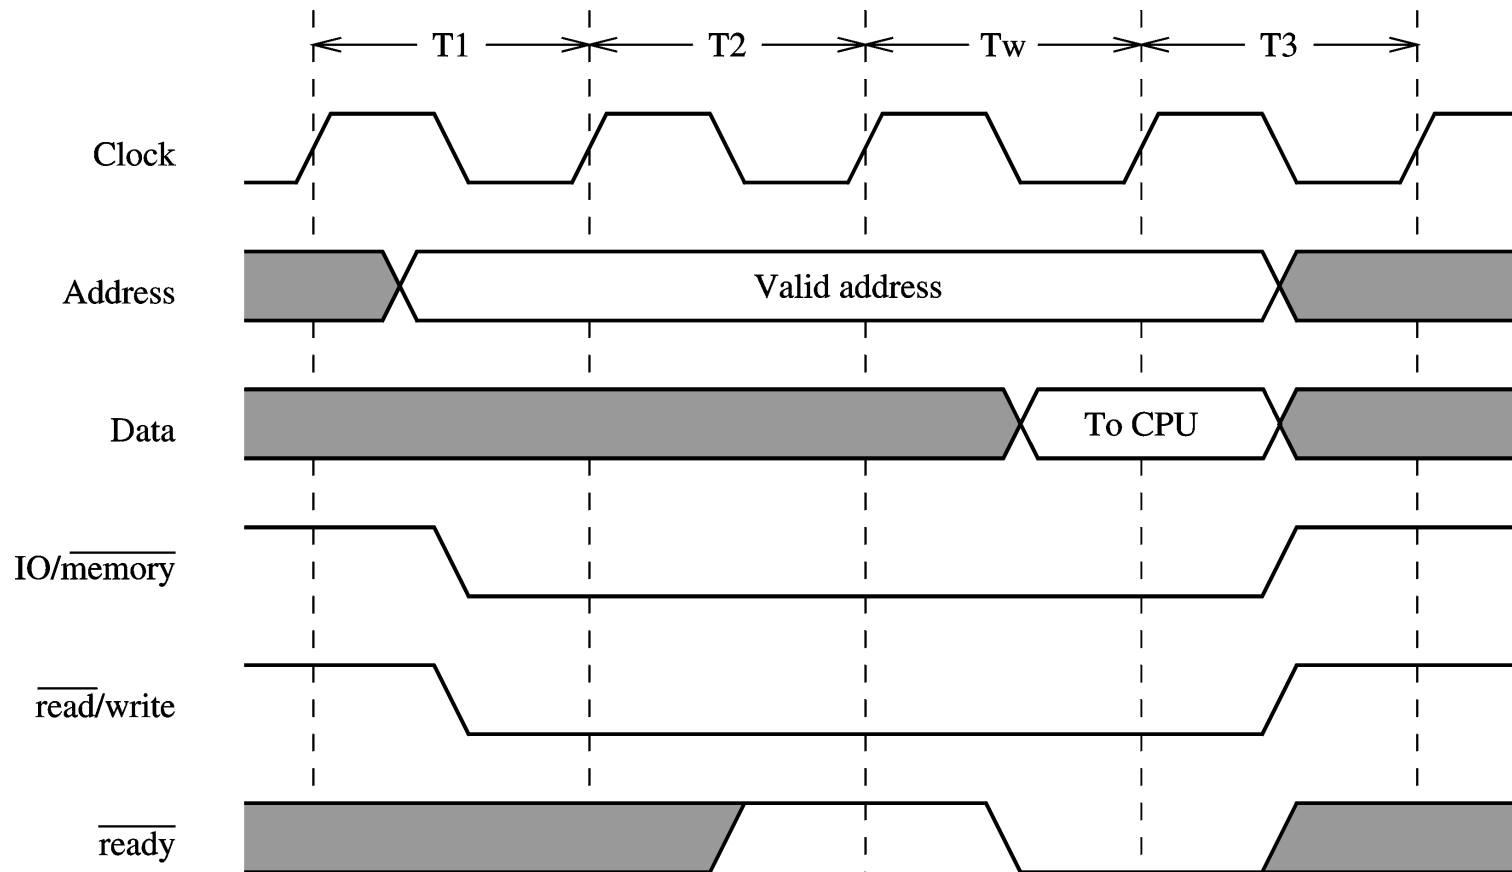 T1 T2 Tw T3
Clock
Address Valid address
Data To CPU
IO/memory
read/write
ready